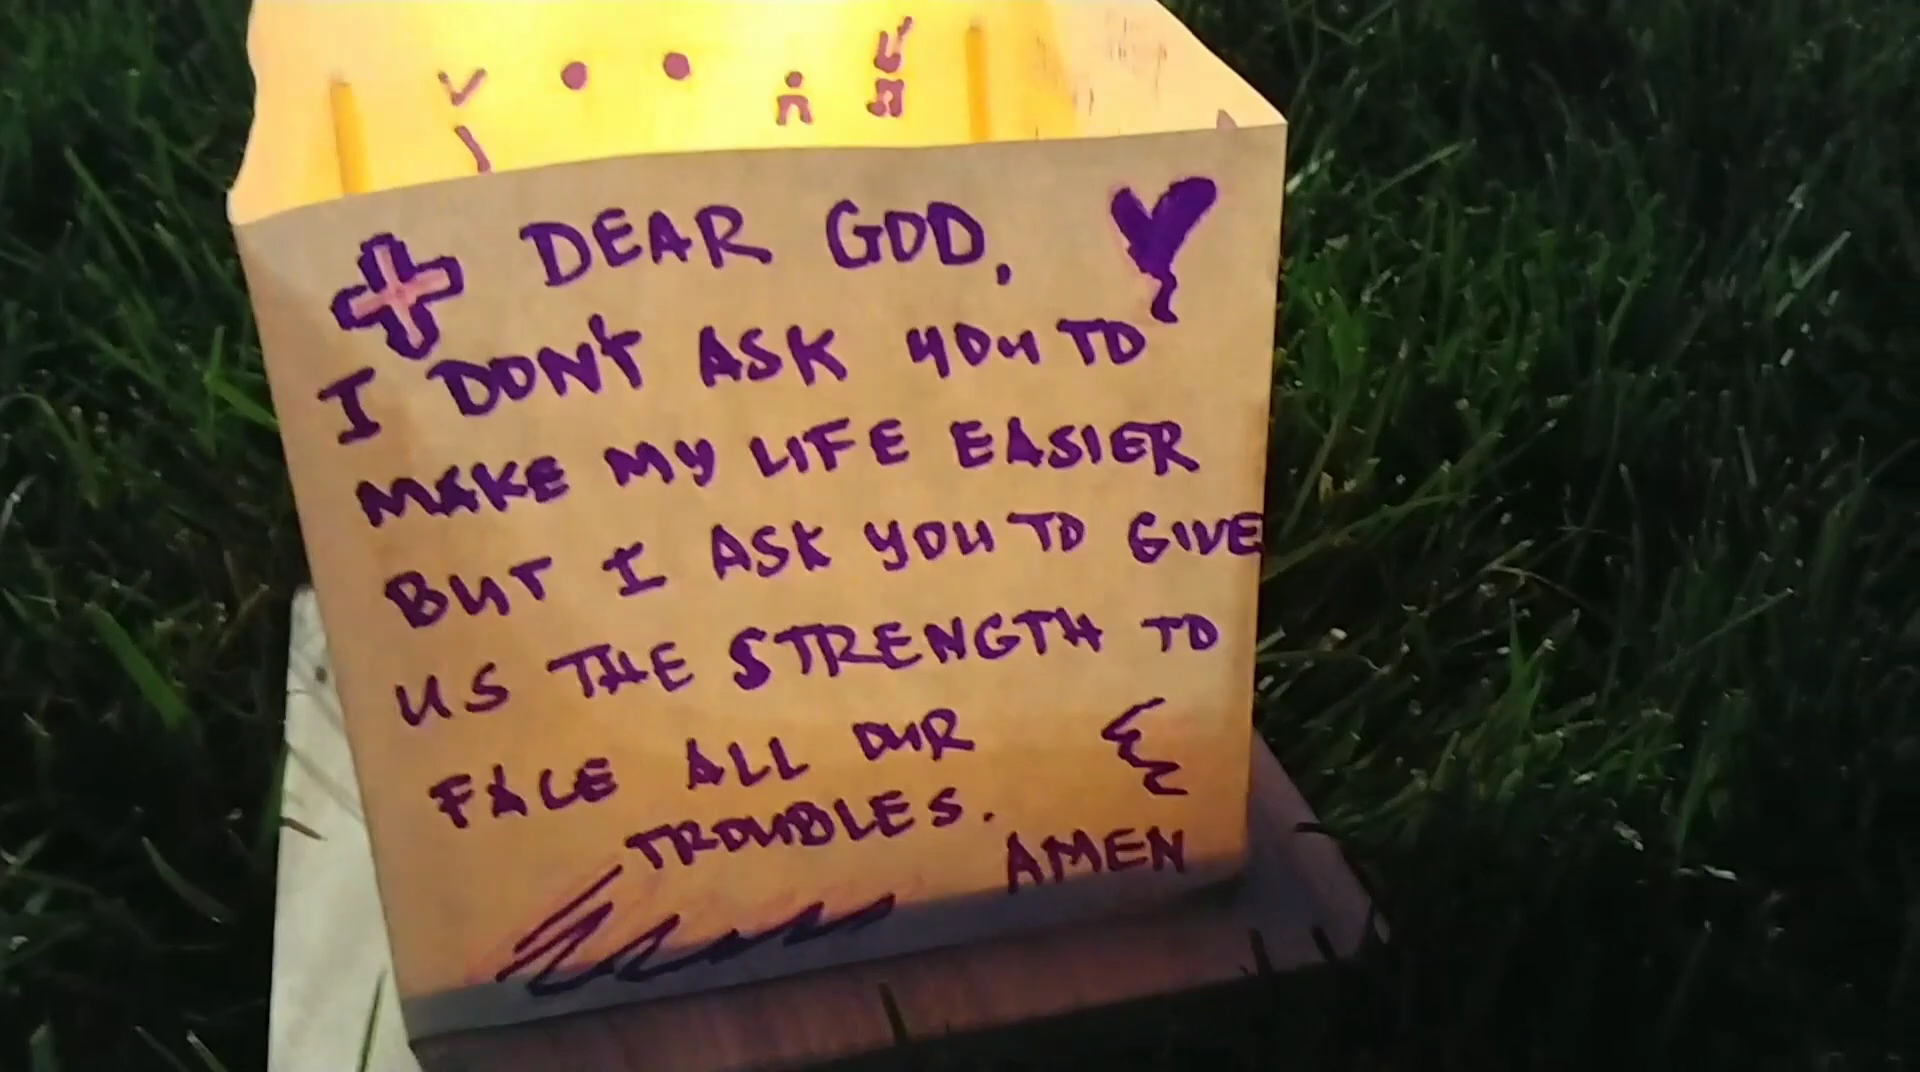 DEAR GOD,
I DON'T ASK YOU TO
MAKE MY LIFE EASIER
BUT I ASK YOU TO GIVE
US THE STRENGTH TO
FACE ALL OUR
TROUBLES.
AMEN